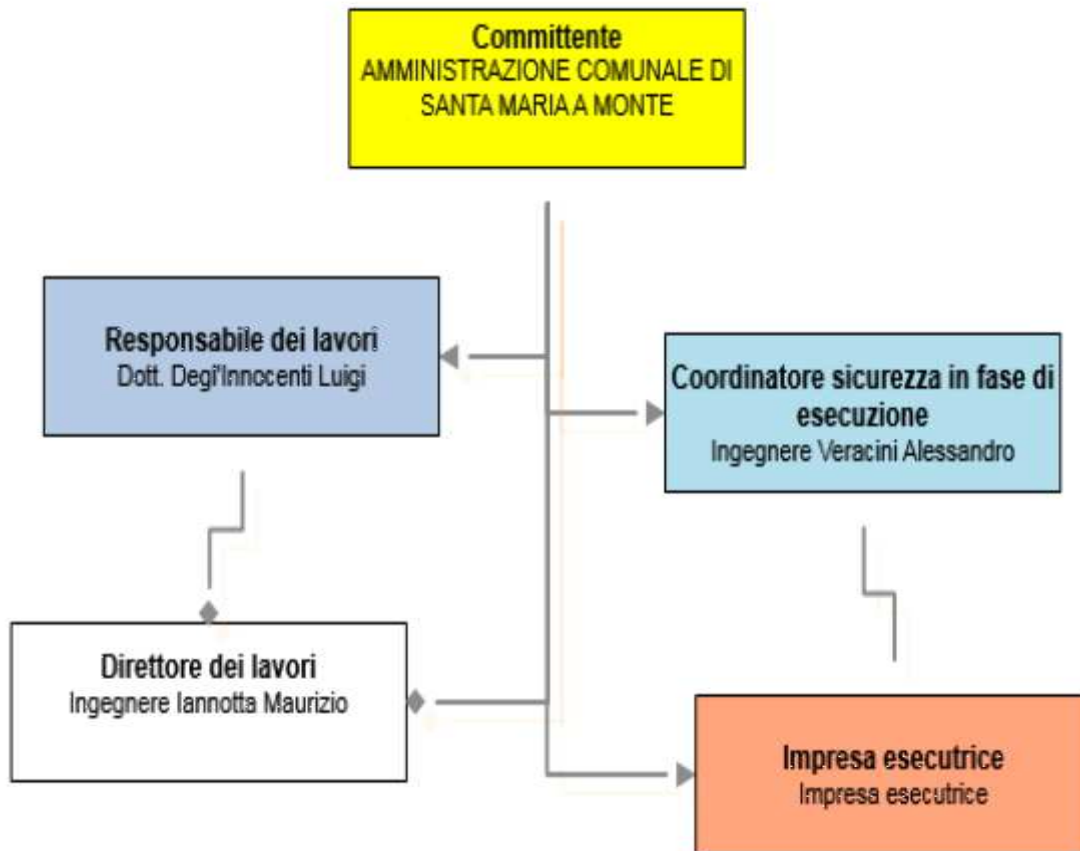 Committente
AMMINISTRAZIONE COMUNALE DI
SANTA MARIA A MONTE
Responsabile dei lavori
Dott. Degl'Innocenti Luigi
Coordinatore sicurezza in fase di
esecuzione
Ingegnere Veracini Alessandro
Direttore dei lavori
Ingegnere Iannotta Maurizio
Impresa esecutrice
Impresa esecutrice